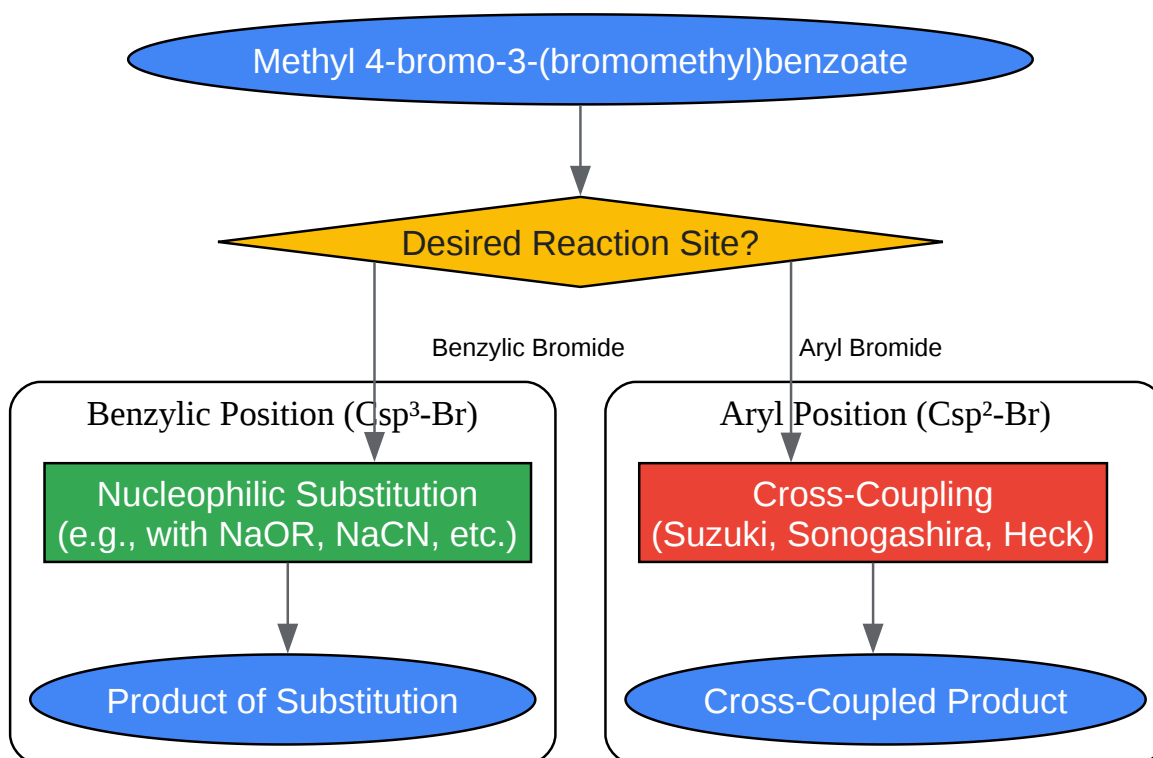 Methyl 4-bromo-3-(bromomethyl)benzoate
Desired Reaction Site?
Benzylic Bromide
Aryl Bromide
Benzylic Position (Csp³-Br)
Nucleophilic Substitution
(e.g., with NaOR, NaCN, etc.)
Product of Substitution
Aryl Position (Csp²-Br)
Cross-Coupling
(Suzuki, Sonogashira, Heck)
Cross-Coupled Product